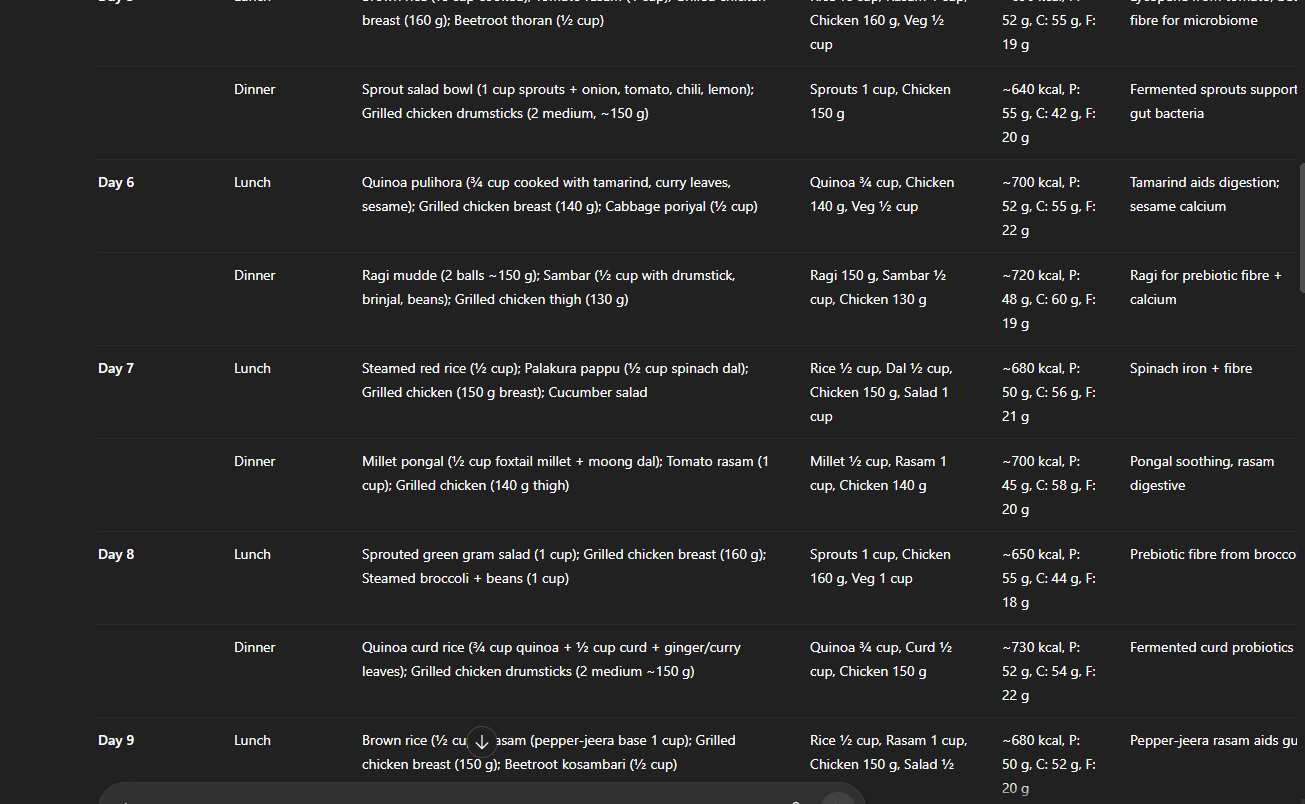 breast (160 g); Beetroot thoran (½ cup)
Chicken 160 g, Veg ½
cup
52 g, C: 55 g, F:
19 g
fibre for microbiome
Dinner
Sprout salad bowl (1 cup sprouts + onion, tomato, chili, lemon);
Grilled chicken drumsticks (2 medium, ~150 g)
Sprouts 1 cup, Chicken
150 g
~640 kcal, P:
55 g, C: 42 g, F:
20 g
Fermented sprouts support
gut bacteria
Day 6
Lunch
Quinoa pulihora (¾ cup cooked with tamarind, curry leaves,
sesame); Grilled chicken breast (140 g); Cabbage poriyal (½ cup)
Quinoa ¾ cup, Chicken
140 g, Veg ½ cup
~700 kcal, P:
52 g, C: 55 g, F:
22 g
Tamarind aids digestion;
sesame calcium
Dinner
Ragi mudde (2 balls ~150 g); Sambar (½ cup with drumstick,
brinjal, beans); Grilled chicken thigh (130 g)
Ragi 150 g, Sambar ½
cup, Chicken 130 g
~720 kcal, P:
48 g, C: 60 g, F:
19 g
Ragi for prebiotic fibre +
calcium
Day 7
Lunch
Steamed red rice (½ cup); Palakura pappu (½ cup spinach dal);
Grilled chicken (150 g breast); Cucumber salad
Rice ½ cup, Dal ½ cup,
Chicken 150 g, Salad 1
cup
~680 kcal, P:
50 g, C: 56 g, F:
21 g
Spinach iron + fibre
Dinner
Millet pongal (½ cup foxtail millet + moong dal); Tomato rasam (1
cup); Grilled chicken (140 g thigh)
Millet ½ cup, Rasam 1
cup, Chicken 140 g
~700 kcal, P:
45 g, C: 58 g, F:
20 g
Pongal soothing, rasam
digestive
Day 8
Lunch
Sprouted green gram salad (1 cup); Grilled chicken breast (160 g);
Steamed broccoli + beans (1 cup)
Sprouts 1 cup, Chicken
160 g, Veg 1 cup
~650 kcal, P:
55 g, C: 44 g, F:
18 g
Prebiotic fibre from brocco
Dinner
Quinoa curd rice (¾ cup quinoa + ½ cup curd + ginger/curry
leaves); Grilled chicken drumsticks (2 medium ~150 g)
Quinoa ¾ cup, Curd ½
cup, Chicken 150 g
~730 kcal, P:
52 g, C: 54 g, F:
22 g
Fermented curd probiotics
Day 9
Lunch
Brown rice (½ cu asam (pepper-jeera base 1 cup); Grilled
chicken breast (150 g); Beetroot kosambari (½ cup)
Rice ½ cup, Rasam 1 cup,
Chicken 150 g, Salad ½
~680 kcal, P:
50 g, C: 52 g, F:
20 g
Pepper-jeera rasam aids gu